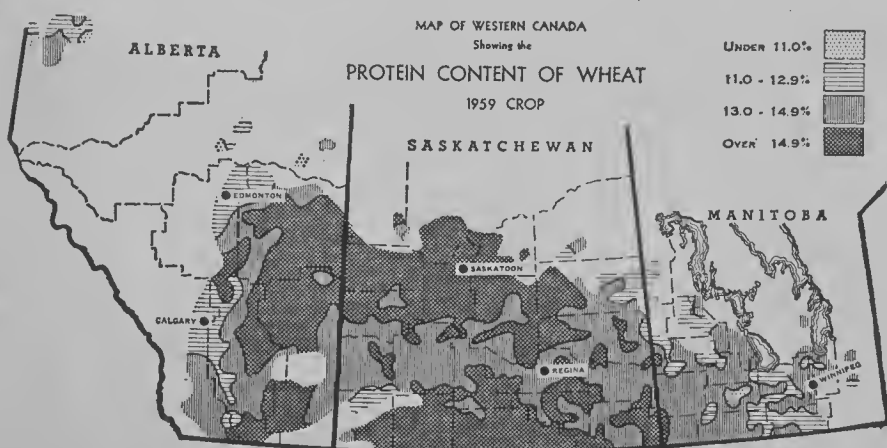 MAP OF WESTERN CANADA
Showing the
PROTEIN CONTENT OF WHEAT
1959 CROP
UNDER 11.0%
11.0 - 12.9%
13.0 - 14.9%
OVER 14.9%
ALBERTA
SASKATCHEWAN
MANITOBA
EDMONTON
SASKATOON
CALGARY
REGINA
WINNIPEG